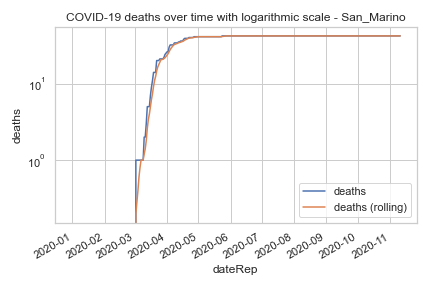 COVID-19 deaths over time with logarithmic scale - San_Marino
deaths
10¹
10⁰
deaths
deaths (rolling)
2020-01
2020-02
2020-03
2020-04
2020-05
2020-06
2020-07
2020-08
2020-09
2020-10
2020-11
dateRep